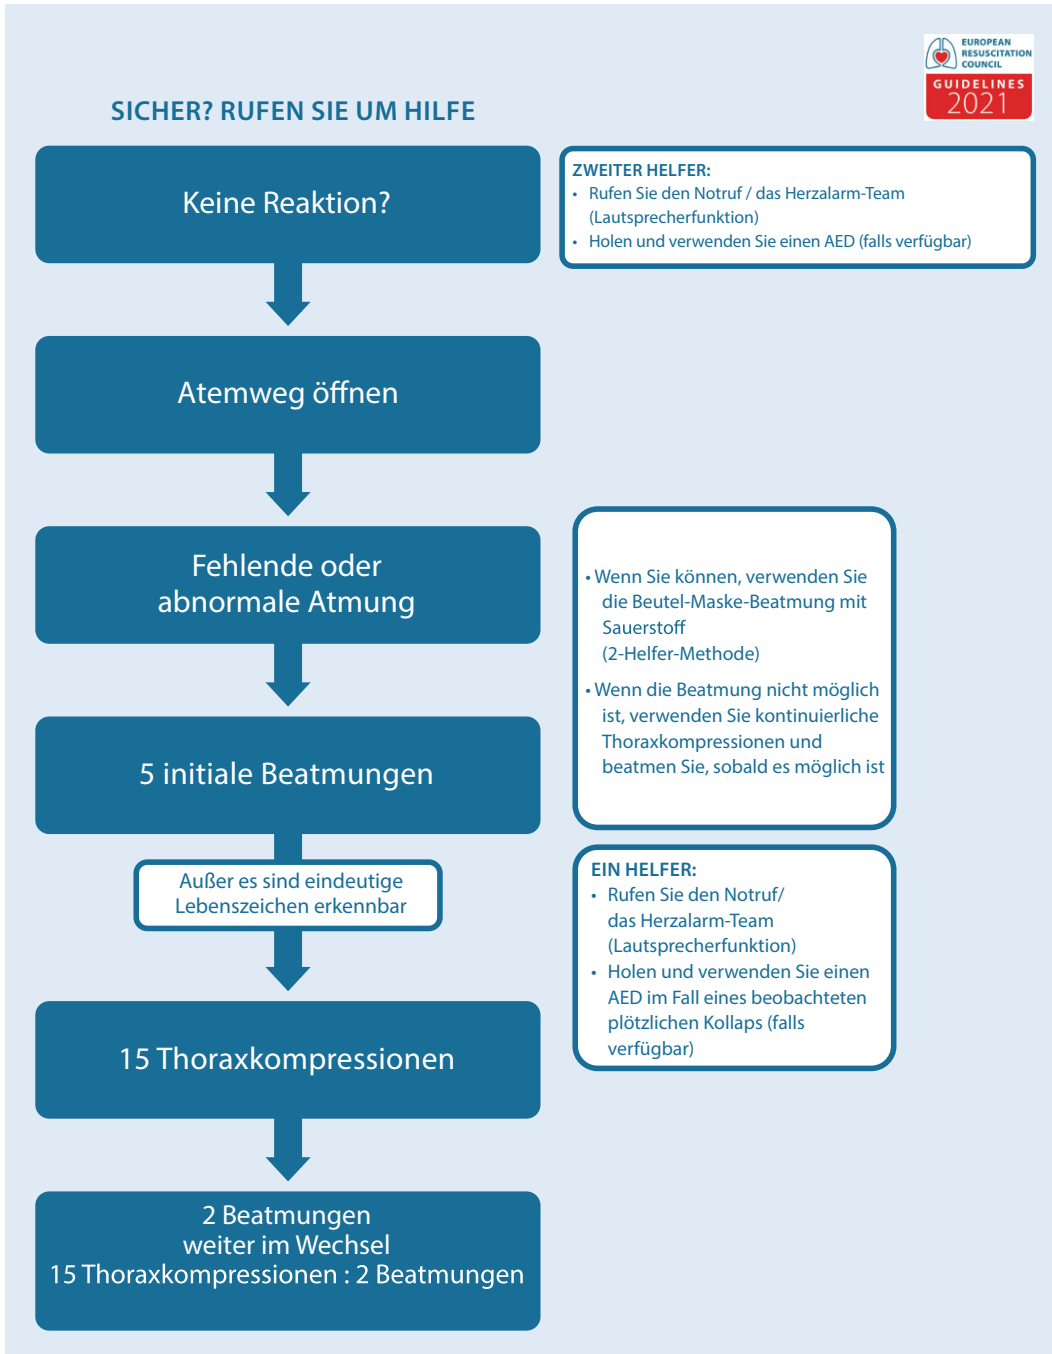 EUROPEAN
RESUSCITATION
COUNCIL
GUIDELINES
2021
SICHER? RUFEN SIE UM HILFE
Keine Reaktion?
ZWEITER HELFER:
• Rufen Sie den Notruf / das Herzalarm-Team
(Lautsprecherfunktion)
• Holen und verwenden Sie einen AED (falls verfügbar)
Atemweg öffnen
Fehlende oder
abnormale Atmung
• Wenn Sie können, verwenden Sie
die Beutel-Maske-Beatmung mit
Sauerstoff
(2-Helfer-Methode)
• Wenn die Beatmung nicht möglich
ist, verwenden Sie kontinuierliche
Thoraxkompressionen und
beatmen Sie, sobald es möglich ist
5 initiale Beatmungen
Außer es sind eindeutige
Lebenszeichen erkennbar
EIN HELFER:
• Rufen Sie den Notruf/
das Herzalarm-Team
(Lautsprecherfunktion)
• Holen und verwenden Sie einen
AED im Fall eines beobachteten
plötzlichen Kollaps (falls
verfügbar)
15 Thoraxkompressionen
2 Beatmungen
weiter im Wechsel
15 Thoraxkompressionen : 2 Beatmungen